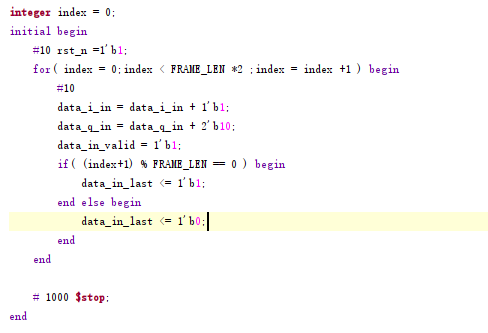 integer index = 0;
initial begin
#10 rst_n =1'b1;
for( index = 0;index < FRAME_LEN *2 ;index = index +1 ) begin
#10
data_i_in = data_i_in + 1'b1;
data_q_in = data_q_in + 2'b10;
data_in_valid = 1'b1;
if( (index+1) % FRAME_LEN == 0 ) begin
data_in_last <= 1'b1;
end else begin
data_in_last <= 1'b0;
end
end
# 1000 $stop;
end